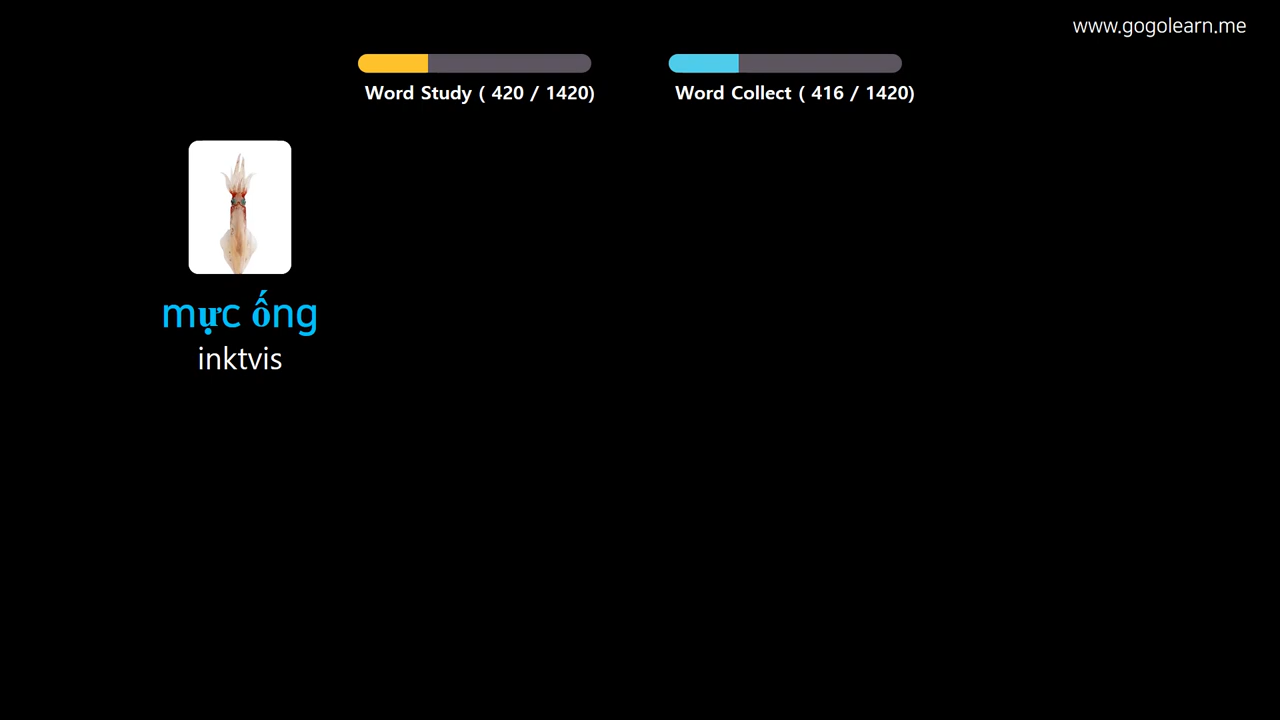 www.gogolearn.me
Word Study ( 420 / 1420)
Word Collect ( 416 / 1420)
mực ống
inktvis